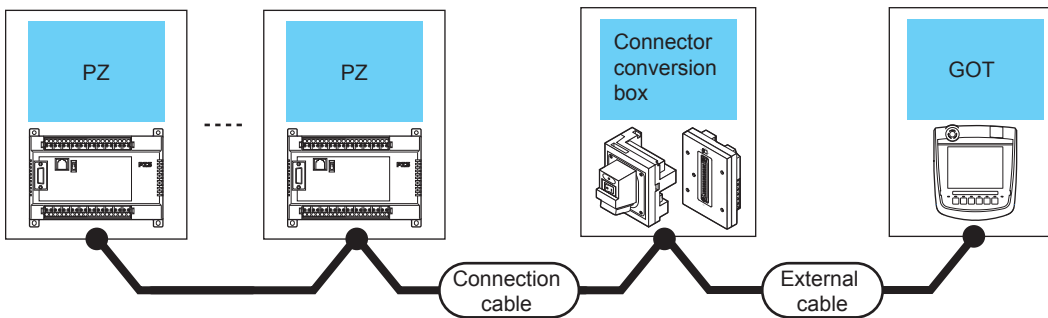 PZ
PZ
Connector
conversion
box
GOT
Connection
cable
External
cable